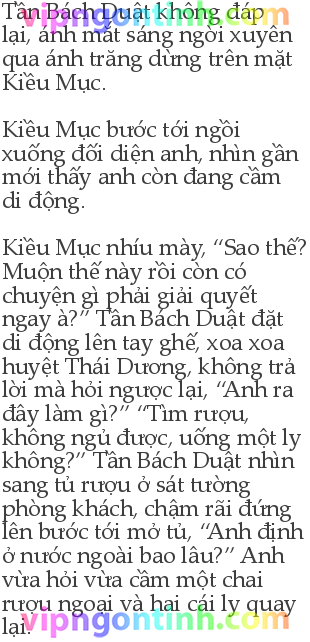 Tần Bách Duật không đáp
vipngontinh.com
lại, ánh mắt sáng ngời xuyên
qua ánh trăng dừng trên mặt
Kiều Mục.
Kiều Mục bước tới ngồi
xuống đối diện anh, nhìn gần
mới thấy anh còn đang cầm
di động.
Kiều Mục nhíu mày, “Sao thế?
Muộn thế này rồi còn có
chuyện gì phải giải quyết
ngay à?” Tần Bách Duật đặt
di động lên tay ghế, xoa xoa
huyệt Thái Dương, không trả
lời mà hỏi ngược lại, “Anh ra
đây làm gì?” “Tìm rượu,
không ngủ được, uống một ly
không?” Tần Bách Duật nhìn
sang tủ rượu ở sát tường
phòng khách, chậm rãi đứng
lên bước tới mở tủ, “Anh định
ở nước ngoài bao lâu?” Anh
vừa hỏi vừa cầm một chai
rượu ngoại và hai cái ly quay
lại.
vipngontinh.com